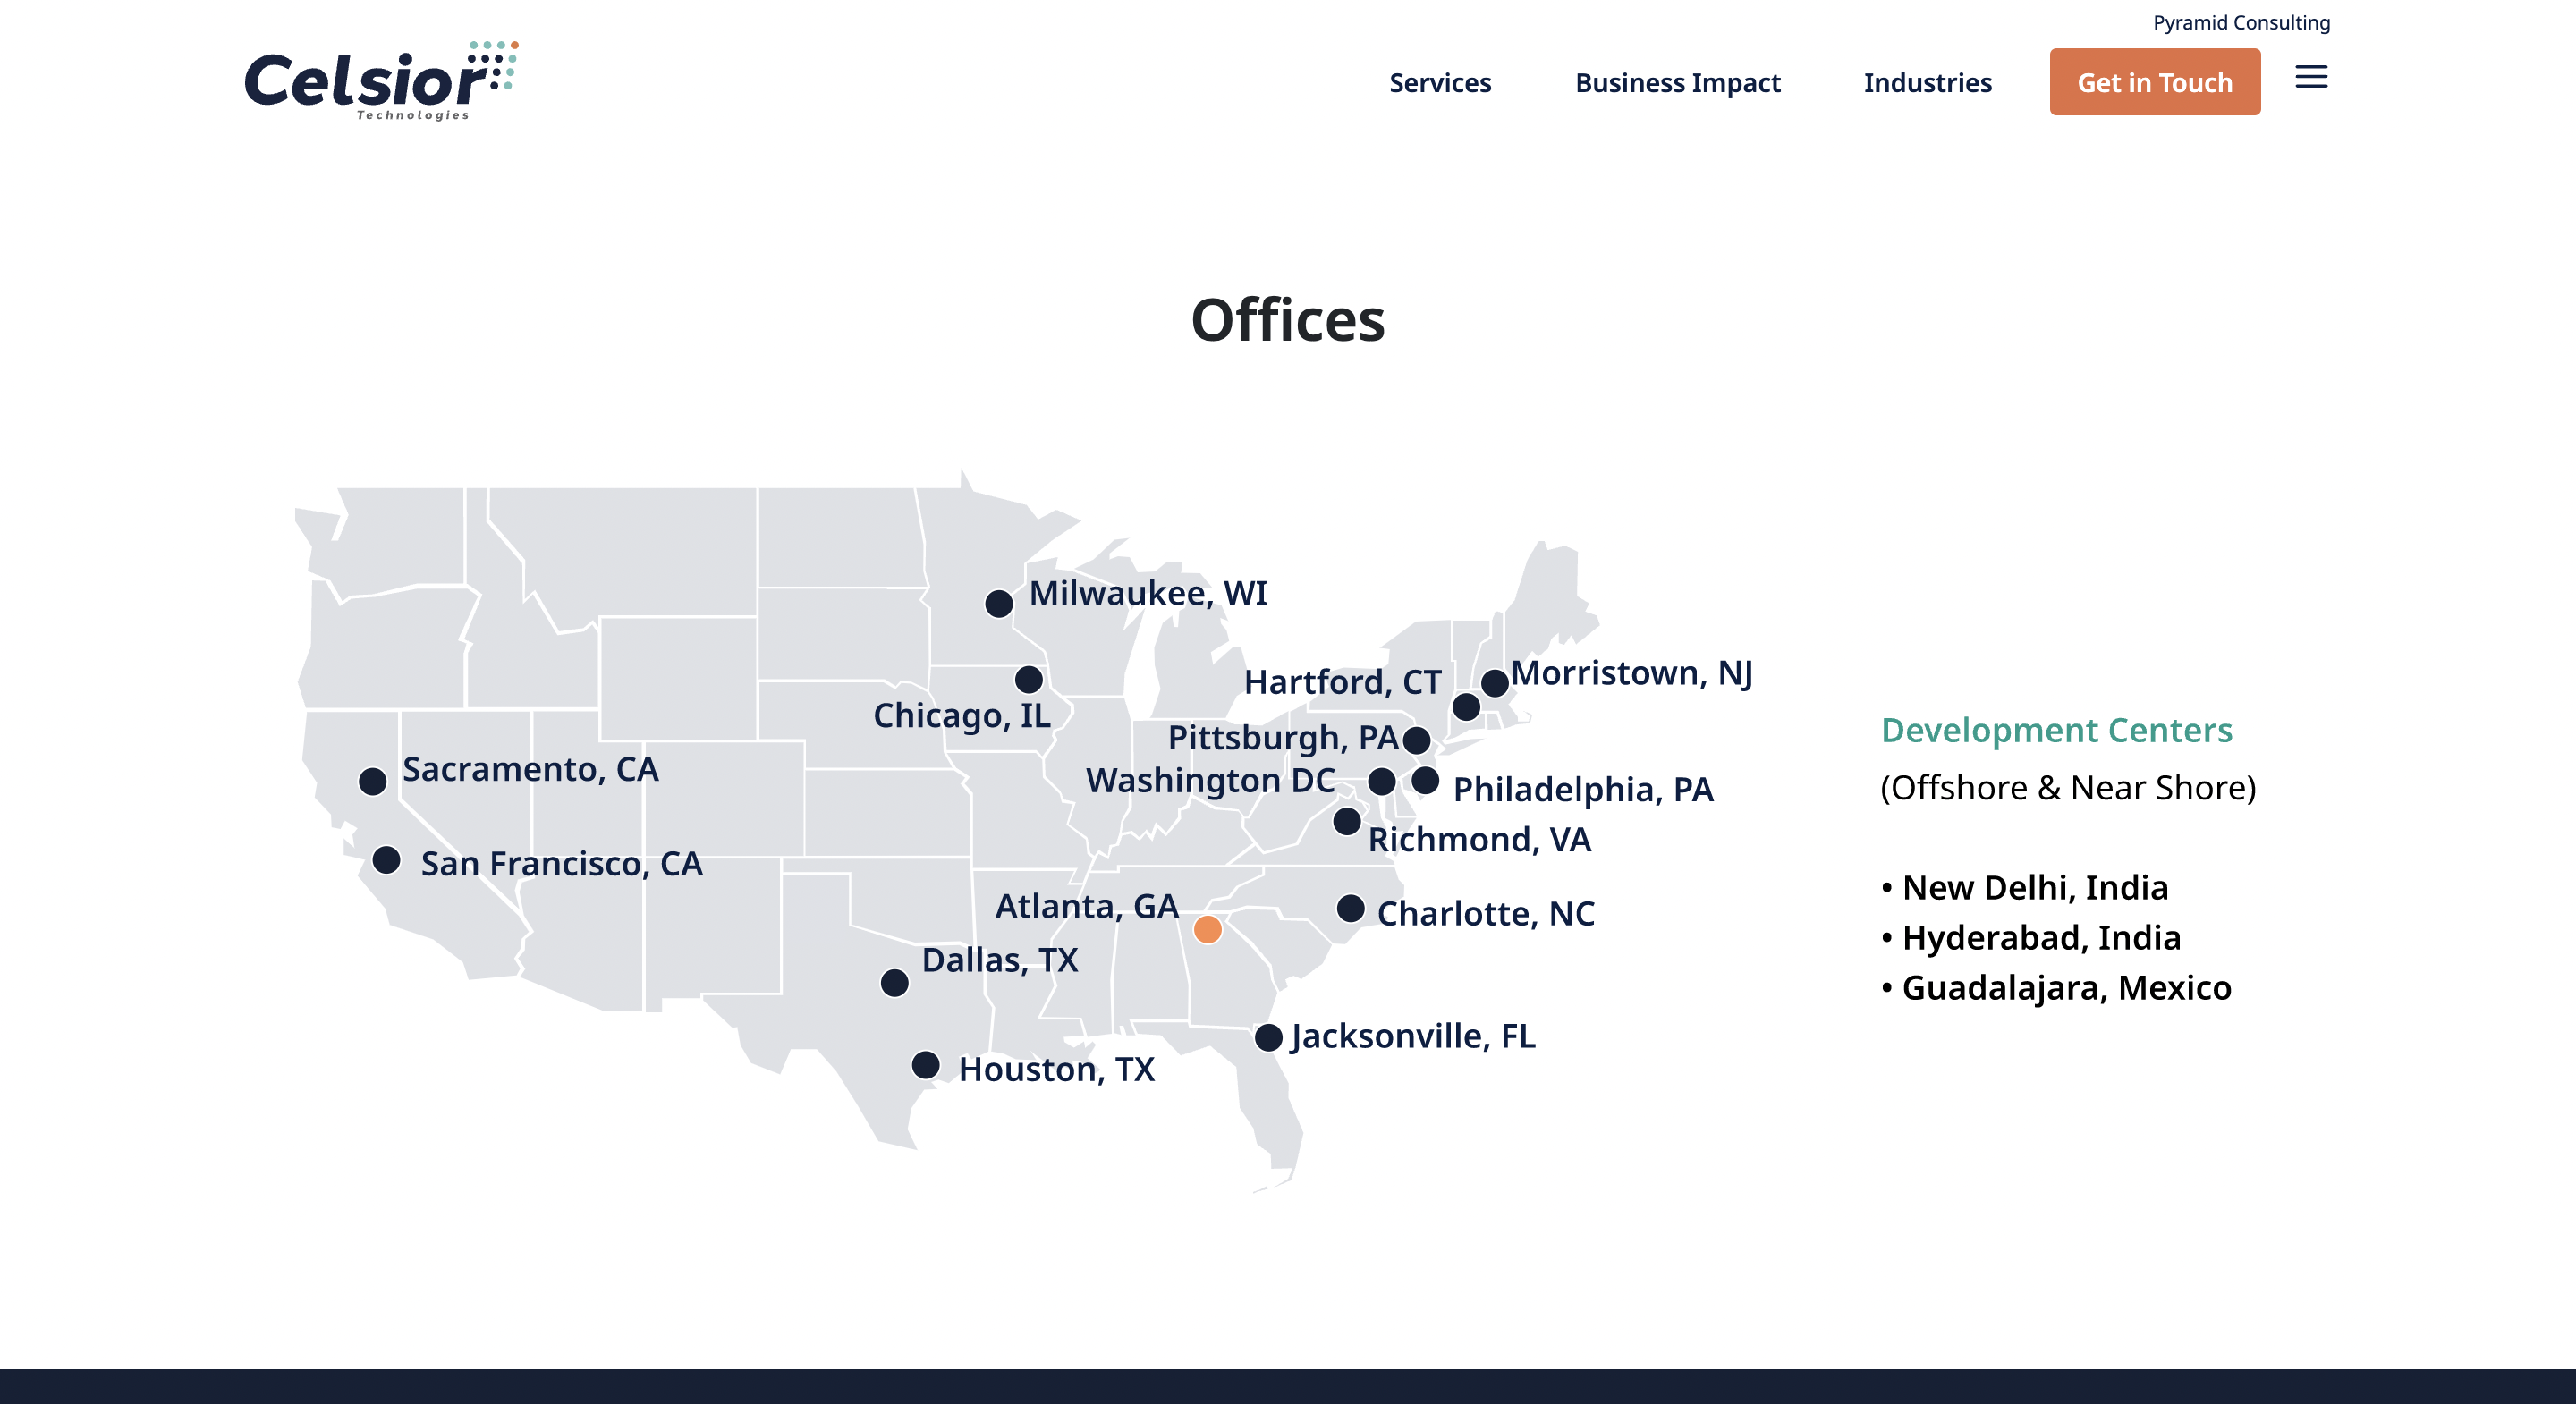 Pyramid Consulting
Celsior
Technologies
Services
Business Impact
Industries
Get in Touch
Offices
Milwaukee, WI
Hartford, CT
Morristown, NJ
Chicago, IL
Pittsburgh, PA
Sacramento, CA
Washington DC
Philadelphia, PA
Richmond, VA
San Francisco, CA
Atlanta, GA
Charlotte, NC
Dallas, TX
Jacksonville, FL
Houston, TX
Development Centers
(Offshore & Near Shore)
• New Delhi, India
• Hyderabad, India
• Guadalajara, Mexico